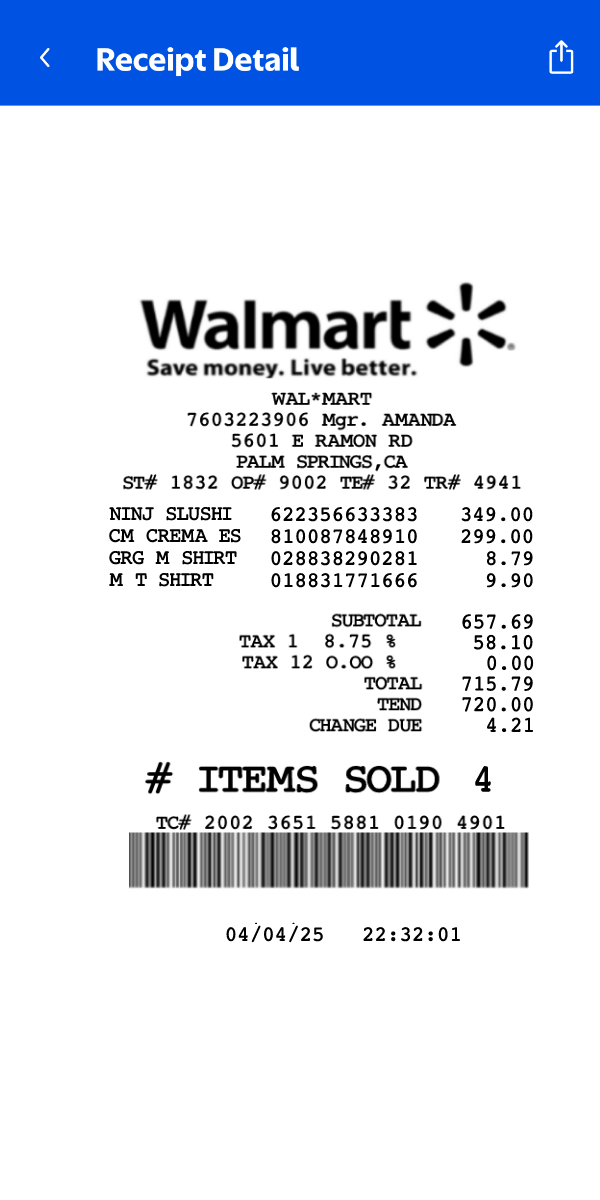 Receipt Detail
Walmart
Save money. Live better.
WAL*MART
7603223906 Mgr. AMANDA
5601 E RAMON RD
PALM SPRINGS,CA
ST# 1832 OP# 9002 TE# 32 TR# 4941
NINJ SLUSHI 622356633383 349.00
CM CREMA ES 810087848910 299.00
GRG M SHIRT 028838290281 8.79
M T SHIRT 018831771666 9.90
SUBTOTAL 657.69
TAX 1 8.75 % 58.10
TAX 12 0.00 % 0.00
TOTAL 715.79
TEND 720.00
CHANGE DUE 4.21
# ITEMS SOLD 4
TC# 2002 3651 5881 0190 4901
04/04/25 22:32:01